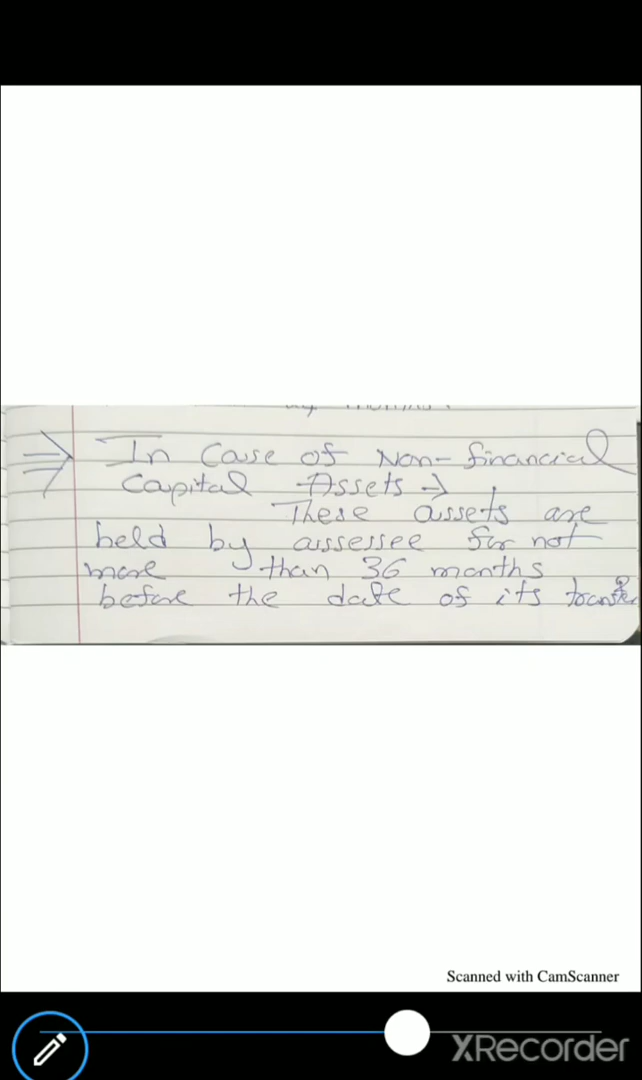 ⇒ In Case of Non-financial
Capital Assets →
These assets are
held by assessee for not
more than 36 months
before the date of its transfer
Scanned with CamScanner
XRecorder